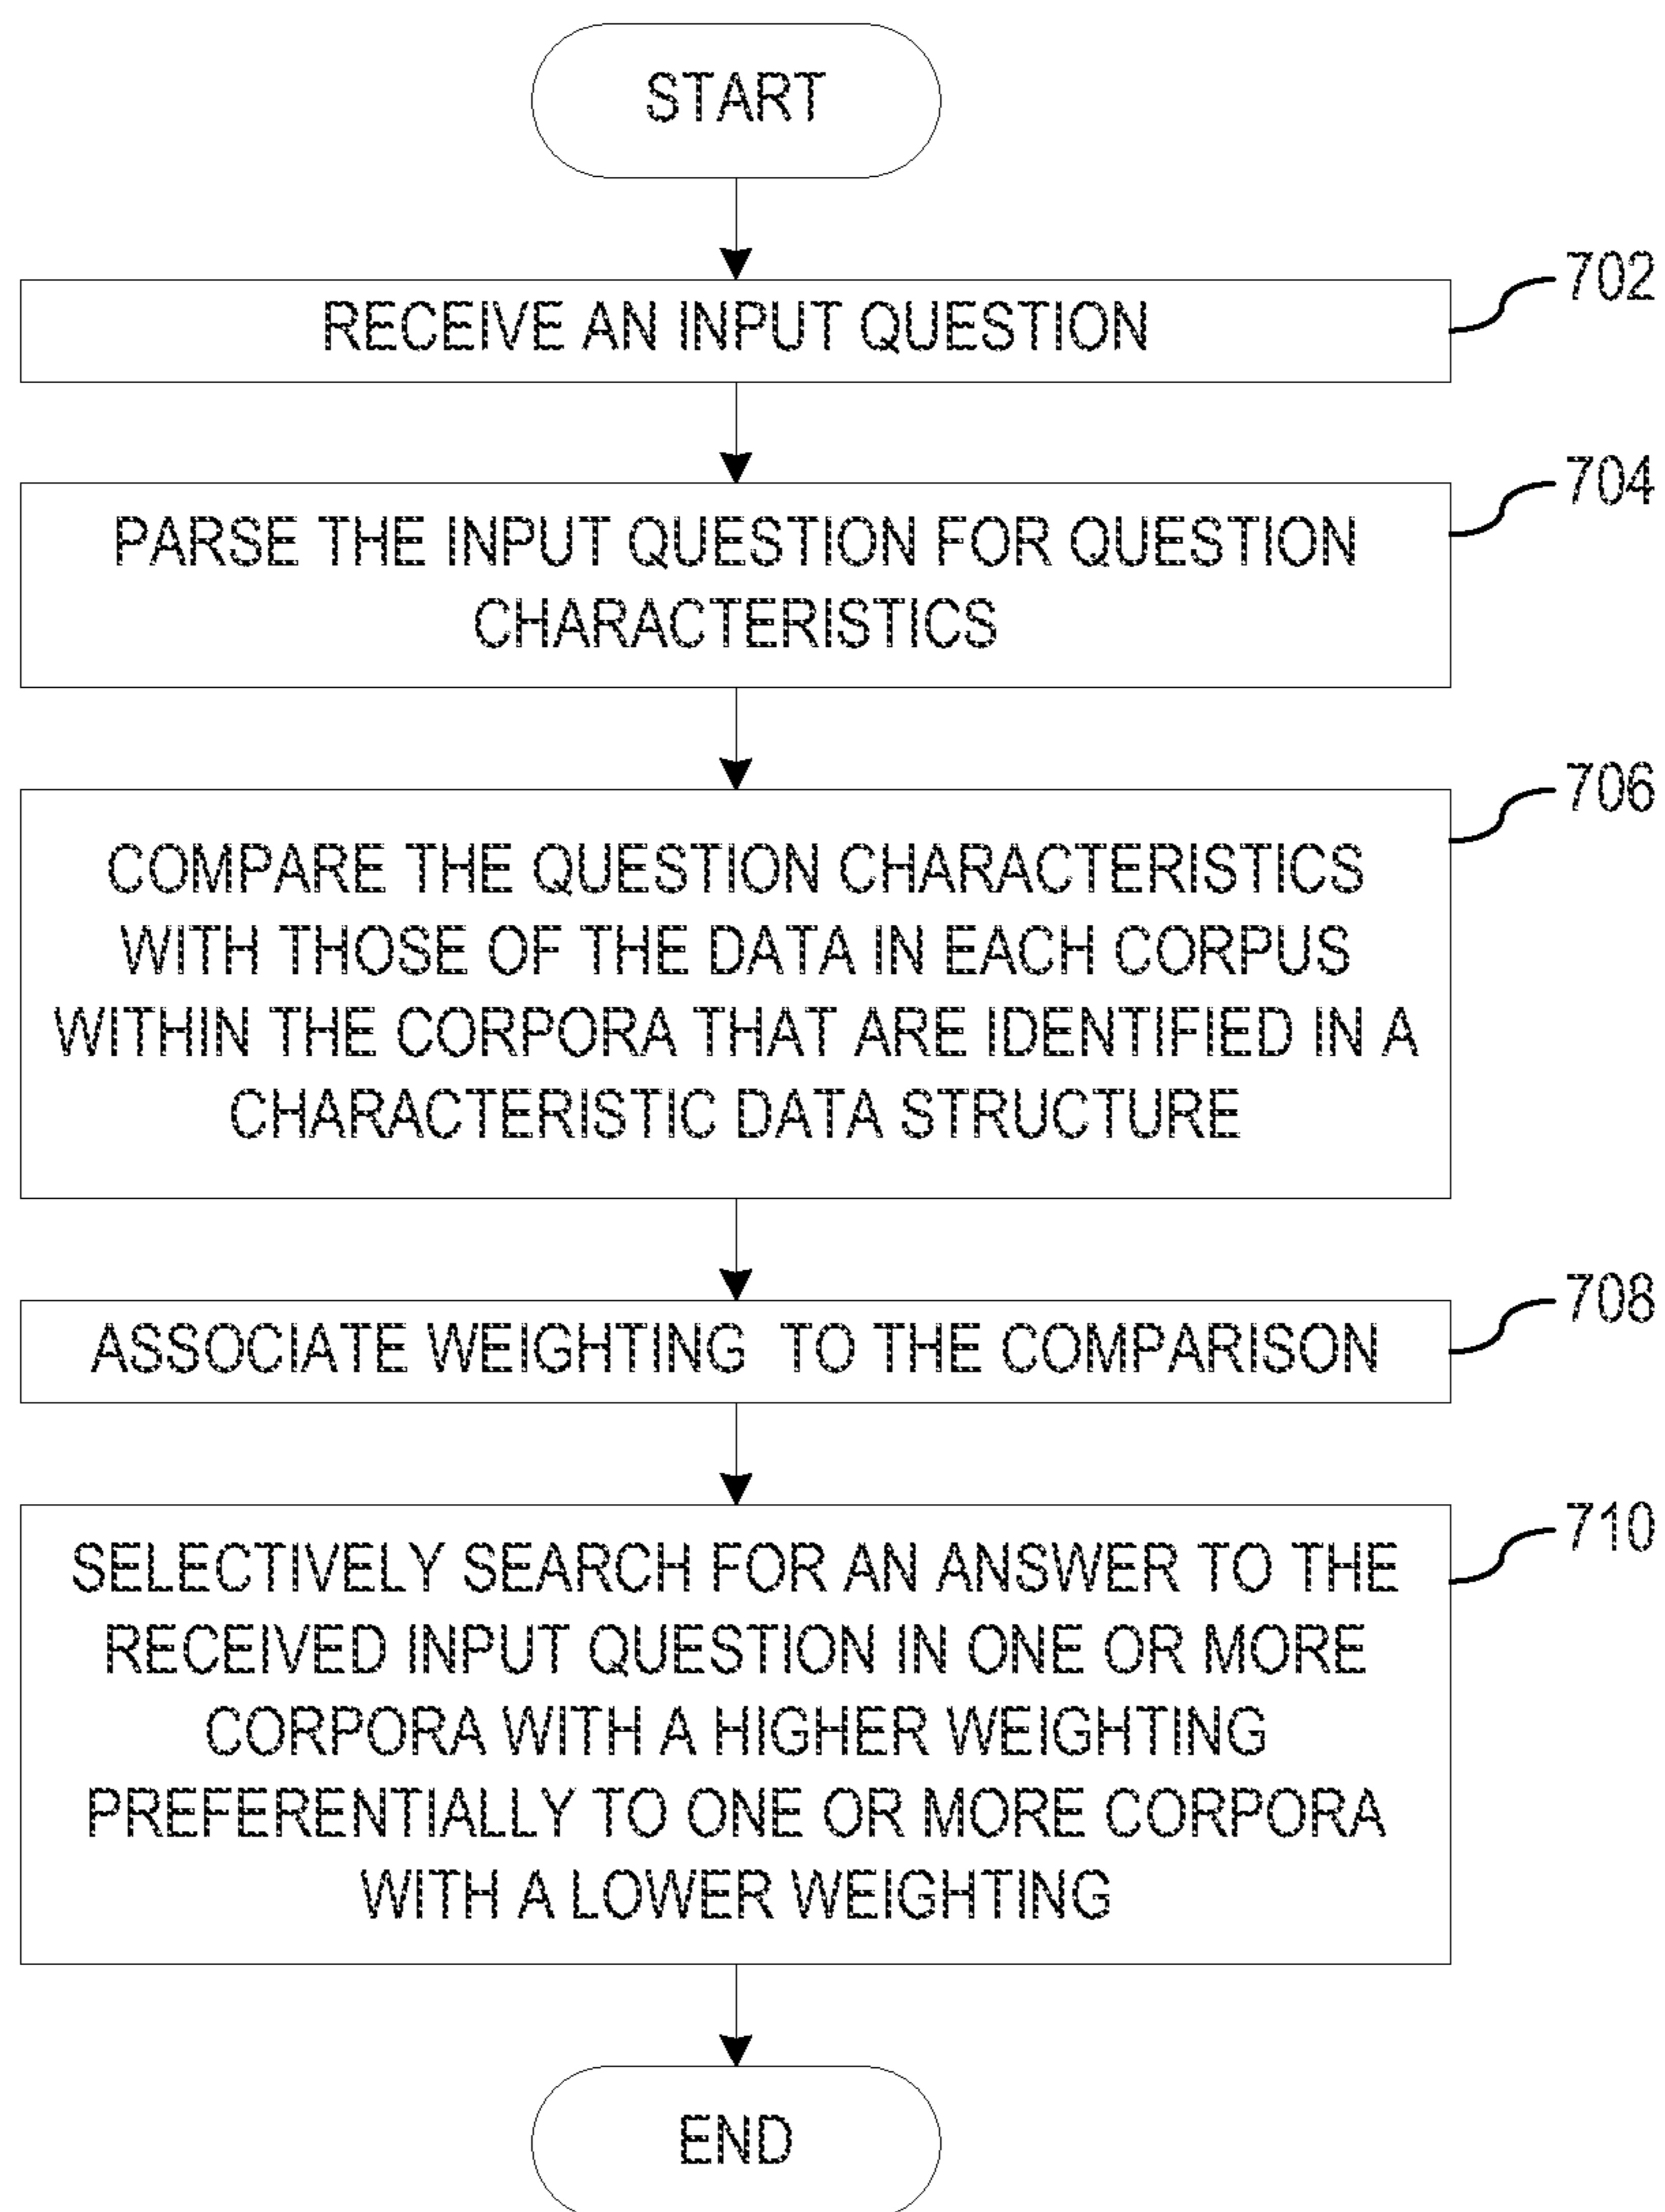 START
702
RECEIVE AN INPUT QUESTION
704
PARSE THE INPUT QUESTION FOR QUESTION
CHARACTERISTICS
706
COMPARE THE QUESTION CHARACTERISTICS
WITH THOSE OF THE DATA IN EACH CORPUS
WITHIN THE CORPORA THAT ARE IDENTIFIED IN A
CHARACTERISTIC DATA STRUCTURE
708
ASSOCIATE WEIGHTING TO THE COMPARISON
710
SELECTIVELY SEARCH FOR AN ANSWER TO THE
RECEIVED INPUT QUESTION IN ONE OR MORE
CORPORA WITH A HIGHER WEIGHTING
PREFERENTIALLY TO ONE OR MORE CORPORA
WITH A LOWER WEIGHTING
END